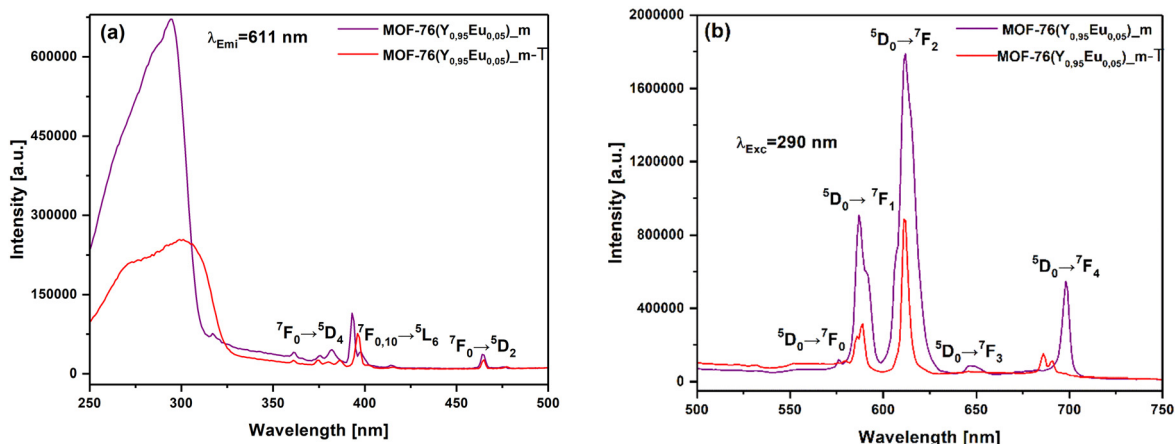 (a)
λEmi=611 nm
MOF-76(Y0,95Eu0,05)_m
MOF-76(Y0,95Eu0,05)_m-T
600000
450000
300000
150000
0
Intensity [a.u.]
7F0→5D4
7F0,10→5L6
7F0→5D2
250 300 350 400 450 500
Wavelength [nm]
(b)
5D0→7F2
MOF-76(Y0,95Eu0,05)_m
MOF-76(Y0,95Eu0,05)_m-T
λExc=290 nm
5D0→7F1
5D0→7F4
5D0→7F0
5D0→7F3
2000000
1600000
1200000
800000
400000
0
Intensity [a.u.]
500 550 600 650 700 750
Wavelength [nm]